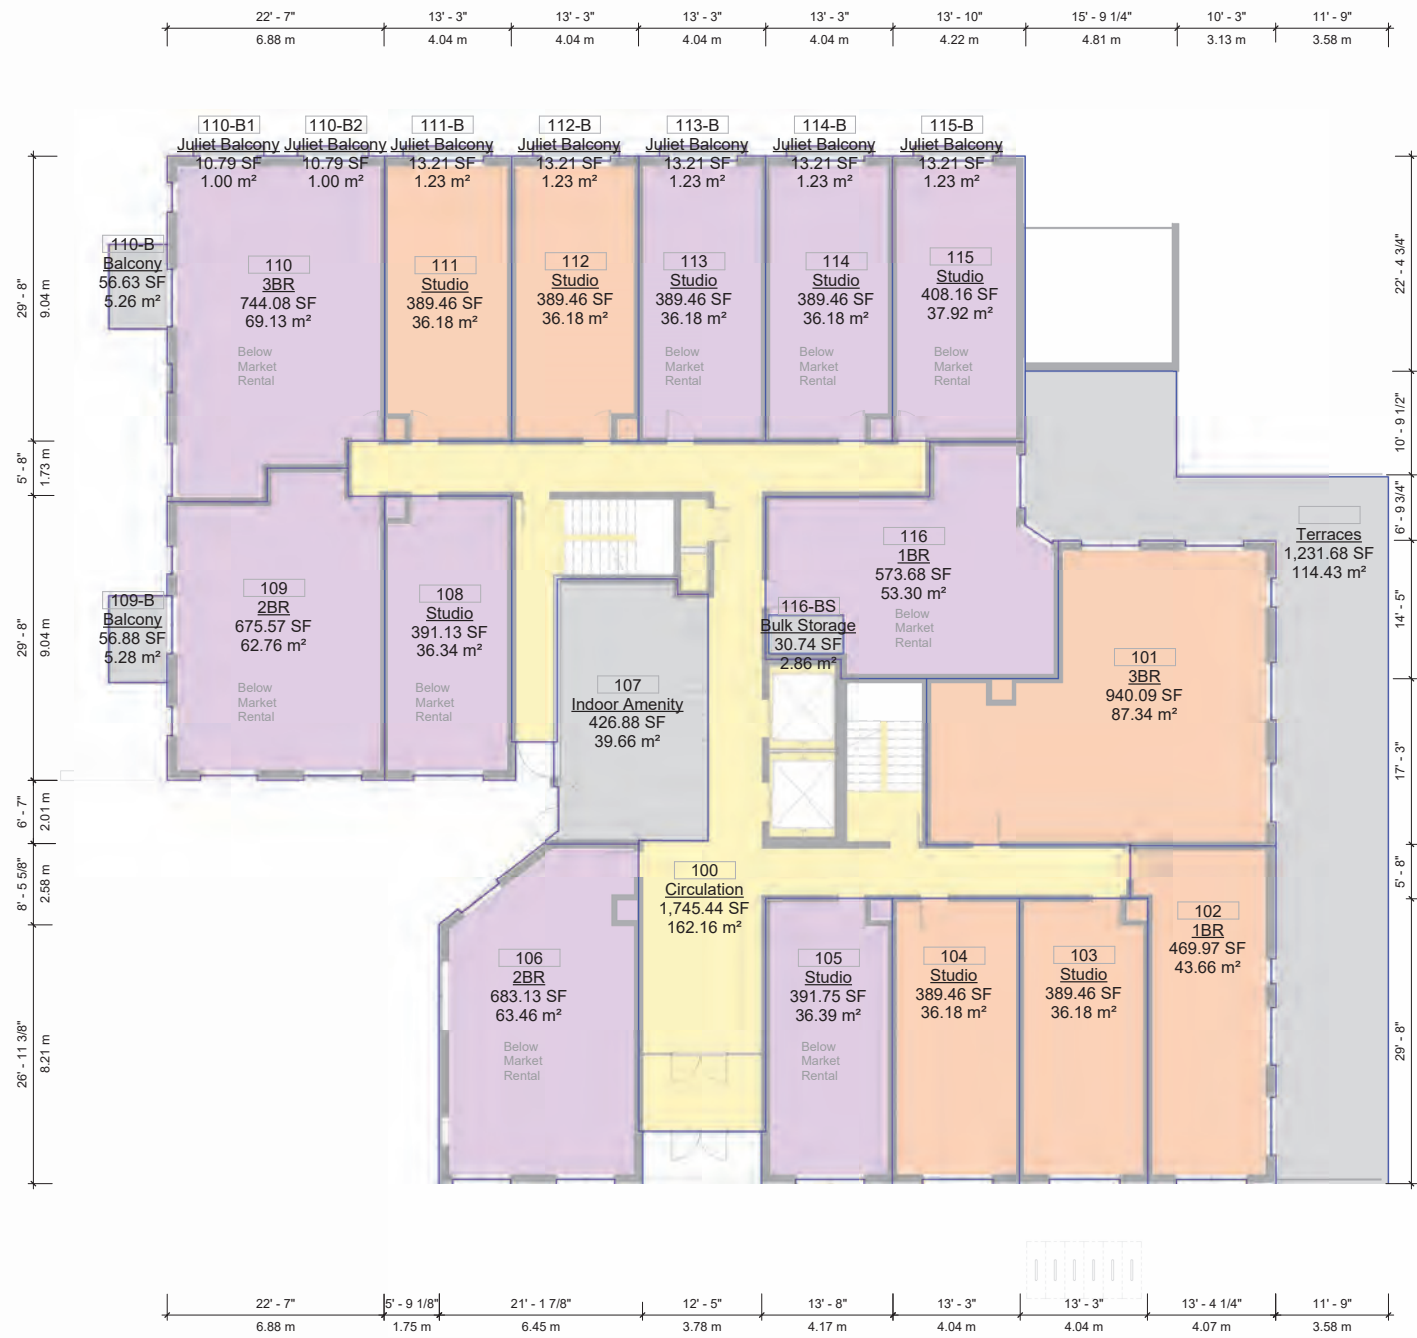 22' - 7" 13' - 3" 13' - 3" 13' - 3" 13' - 3" 13' - 10" 15' - 9 1/4" 10' - 3" 11' - 9"
6.88 m 4.04 m 4.04 m 4.04 m 4.04 m 4.22 m 4.81 m 3.13 m 3.58 m
110-B1
Juliet Balcony
10.79 SF
1.00 m²
110-B2
Juliet Balcony
10.79 SF
1.00 m²
111-B
Juliet Balcony
13.21 SF
1.23 m²
112-B
Juliet Balcony
13.21 SF
1.23 m²
113-B
Juliet Balcony
13.21 SF
1.23 m²
114-B
Juliet Balcony
13.21 SF
1.23 m²
115-B
Juliet Balcony
13.21 SF
1.23 m²
110-B
Balcony
56.63 SF
5.26 m²
110
3BR
744.08 SF
69.13 m²
Below
Market
Rental
111
Studio
389.46 SF
36.18 m²
112
Studio
389.46 SF
36.18 m²
113
Studio
389.46 SF
36.18 m²
Below
Market
Rental
114
Studio
389.46 SF
36.18 m²
Below
Market
Rental
115
Studio
408.16 SF
37.92 m²
Below
Market
Rental
29' - 8"
9.04 m
5' - 8"
1.73 m
29' - 8"
9.04 m
6' - 7"
2.01 m
8' - 5 5/8"
2.58 m
26' - 11 3/8"
8.21 m
22' - 4 3/4"
10' - 9 1/2"
6' - 9 3/4"
14' - 5"
17' - 3"
5' - 8"
29' - 8"
109-B
Balcony
56.88 SF
5.28 m²
109
2BR
675.57 SF
62.76 m²
Below
Market
Rental
108
Studio
391.13 SF
36.34 m²
Below
Market
Rental
116
1BR
573.68 SF
53.30 m²
Below
Market
Rental
116-BS
Bulk Storage
30.74 SF
2.86 m²
Terraces
1,231.68 SF
114.43 m²
107
Indoor Amenity
426.88 SF
39.66 m²
101
3BR
940.09 SF
87.34 m²
100
Circulation
1,745.44 SF
162.16 m²
102
1BR
469.97 SF
43.66 m²
106
2BR
683.13 SF
63.46 m²
Below
Market
Rental
105
Studio
391.75 SF
36.39 m²
Below
Market
Rental
104
Studio
389.46 SF
36.18 m²
103
Studio
389.46 SF
36.18 m²
22' - 7" 5' - 9 1/8" 21' - 1 7/8" 12' - 5" 13' - 8" 13' - 3" 13' - 3" 13' - 4 1/4" 11' - 9"
6.88 m 1.75 m 6.45 m 3.78 m 4.17 m 4.04 m 4.04 m 4.07 m 3.58 m